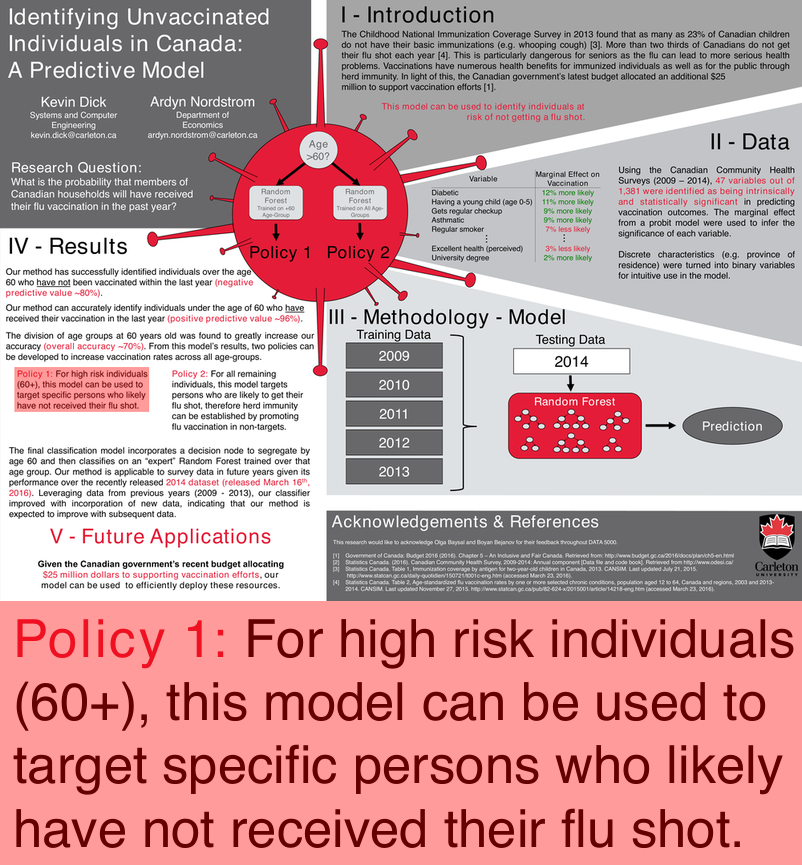 Identifying Unvaccinated
Individuals in Canada:
A Predictive Model
Kevin Dick
Systems and Computer
Engineering
kevin.dick@carleton.ca
Ardyn Nordstrom
Department of
Economics
ardyn.nordstrom@carleton.ca
Research Question:
What is the probability that members of
Canadian households will have received
their flu vaccination in the past year?
I - Introduction
The Childhood National Immunization Coverage Survey in 2013 found that as many as 23% of Canadian children
do not have their basic immunizations (e.g. whooping cough) [3]. More than two thirds of Canadians do not get
their flu shot each year [4]. This is particularly dangerous for seniors as the flu can lead to more serious health
problems. Vaccinations have numerous health benefits for immunized individuals as well as for the public through
herd immunity. In light of this, the Canadian government's latest budget allocated an additional $25
million to support vaccination efforts [1].
This model can be used to identify individuals at
risk of not getting a flu shot.
Age
>60?
Random
Forest
Trained on +60
Age-Group
Random
Forest
Trained on All Age-
Groups
Policy 1
Policy 2
II - Data
Variable
Marginal Effect on
Vaccination
Diabetic 12% more likely
Having a young child (age 0-5) 11% more likely
Gets regular checkup 9% more likely
Asthmatic 9% more likely
Regular smoker 7% less likely
⋮ ⋮
Excellent health (perceived) 3% less likely
University degree 2% more likely
Using the Canadian Community Health
Surveys (2009 – 2014), 47 variables out of
1,381 were identified as being intrinsically
and statistically significant in predicting
vaccination outcomes. The marginal effect
from a probit model were used to infer the
significance of each variable.
Discrete characteristics (e.g. province of
residence) were turned into binary variables
for intuitive use in the model.
III - Methodology - Model
Training Data
2009
2010
2011
2012
2013
Testing Data
2014
Random Forest
Prediction
IV - Results
Our method has successfully identified individuals over the age
60 who have not been vaccinated within the last year (negative
predictive value ~80%).
Our method can accurately identify individuals under the age of 60 who have
received their vaccination in the last year (positive predictive value ~96%).
The division of age groups at 60 years old was found to greatly increase our
accuracy (overall accuracy ~70%). From this model's results, two policies can
be developed to increase vaccination rates across all age-groups.
Policy 1: For high risk individuals
(60+), this model can be used to
target specific persons who likely
have not received their flu shot.
Policy 2: For all remaining
individuals, this model targets
persons who are likely to get their
flu shot, therefore herd immunity
can be established by promoting
flu vaccination in non-targets.
The final classification model incorporates a decision node to segregate by
age 60 and then classifies on an "expert" Random Forest trained over that
age group. Our method is applicable to survey data in future years given its
performance over the recently released 2014 dataset (released March 16th,
2016). Leveraging data from previous years (2009 - 2013), our classifier
improved with incorporation of new data, indicating that our method is
expected to improve with subsequent data.
V - Future Applications
Given the Canadian government's recent budget allocating
$25 million dollars to supporting vaccination efforts, our
model can be used to efficiently deploy these resources.
Acknowledgements & References
This research would like to acknowledge Olga Baysal and Boyan Bejanov for their feedback throughout DATA 5000.
[1] Government of Canada: Budget 2016 (2016). Chapter 5 – An Inclusive and Fair Canada. Retrieved from: http://www.budget.gc.ca/2016/docs/plan/ch5-en.html
[2] Statistics Canada. (2016). Canadian Community Health Survey, 2009-2014: Annual component [Data file and code book]. Retrieved from http://www.odesi.ca/
[3] Statistics Canada. Table 1, Immunization coverage by antigen for two-year-old children in Canada, 2013. CANSIM. Last updated July 21, 2015.
http://www.statcan.gc.ca/daily-quotidien/150721/t001c-eng.htm (accessed March 23, 2016).
[4] Statistics Canada. Table 2, Age-standardized flu vaccination rates by one or more selected chronic conditions, population aged 12 to 64, Canada and regions, 2003 and 2013-
2014. CANSIM. Last updated November 27, 2015. http://www.statcan.gc.ca/pub/82-624-x/2015001/article/14218-eng.htm (accessed March 23, 2016).
Carleton
UNIVERSITY
Policy 1: For high risk individuals
(60+), this model can be used to
target specific persons who likely
have not received their flu shot.